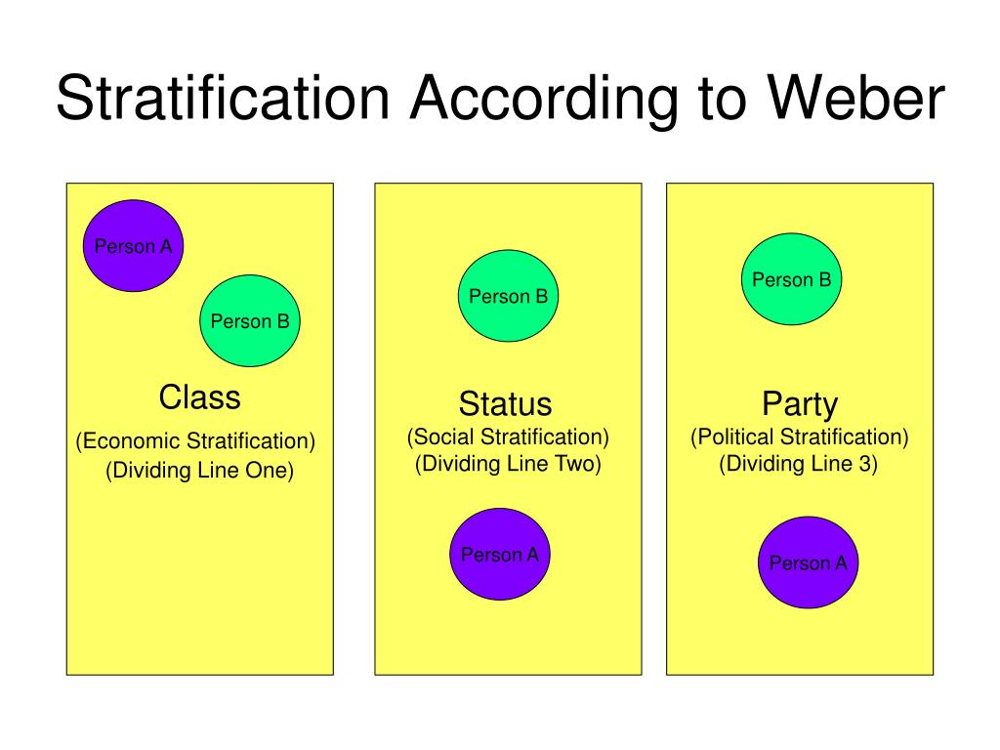 Stratification According to Weber
Person A
Person B
Class
(Economic Stratification)
(Dividing Line One)
Person B
Status
(Social Stratification)
(Dividing Line Two)
Person A
Person B
Party
(Political Stratification)
(Dividing Line 3)
Person A